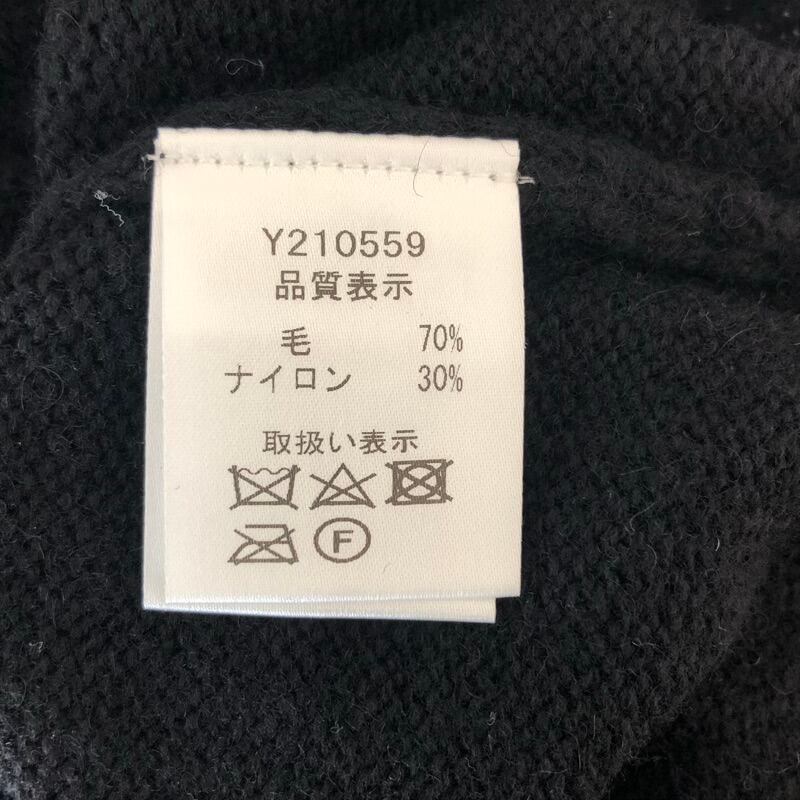 Y210559
品質表示
毛 70%
ナイロン 30%
取扱い表示
F